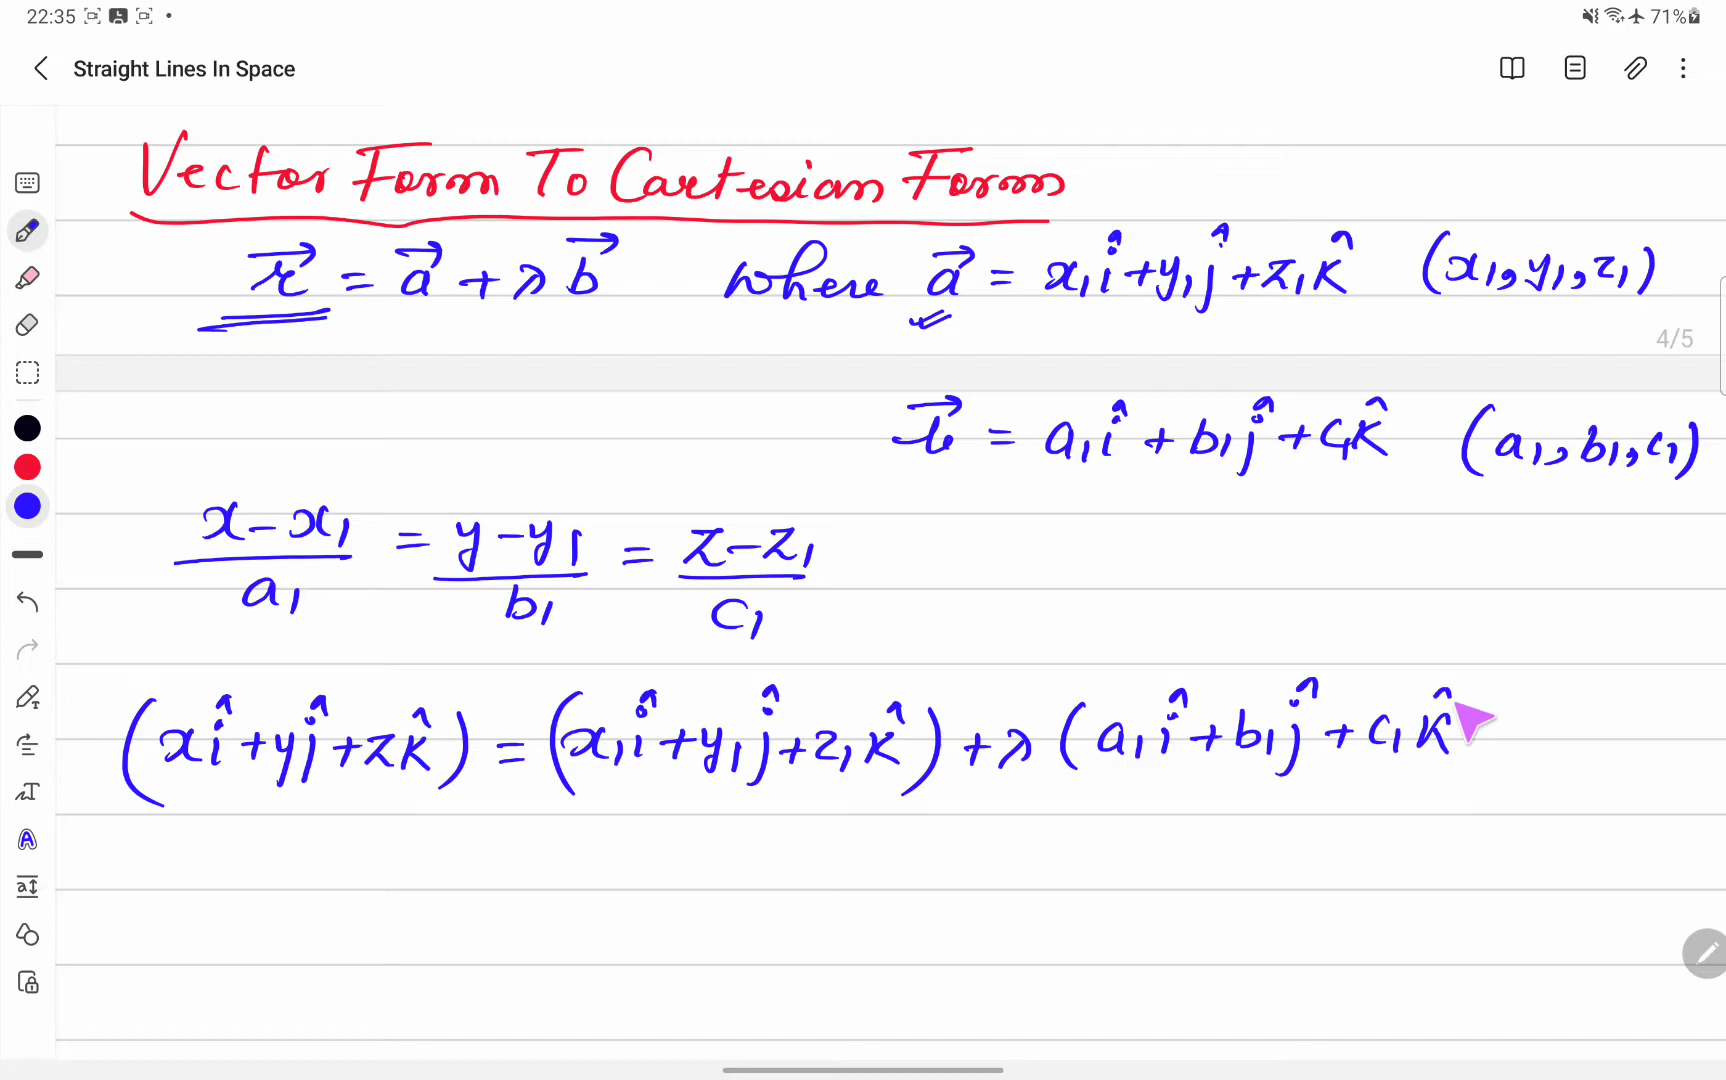 22:35 71%
Straight Lines In Space
Vector Form To Cartesian Form
r⃗ = a⃗ + λ b⃗ where a⃗ = x₁î + y₁ĵ + z₁k̂ (x₁, y₁, z₁)
4/5
b⃗ = a₁î + b₁ĵ + c₁k̂ (a₁, b₁, c₁)
(x - x₁)/a₁ = (y - y₁)/b₁ = (z - z₁)/c₁
(xî + yĵ + zk̂) = (x₁î + y₁ĵ + z₁k̂) + λ (a₁î + b₁ĵ + c₁k̂